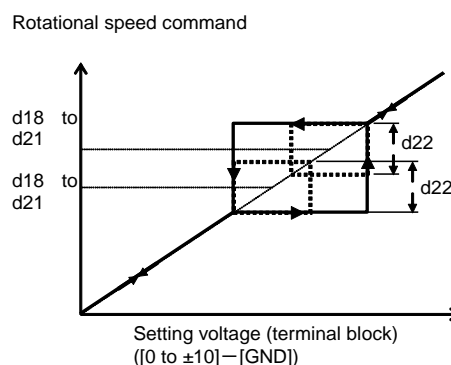 Rotational speed command
d18 to
d21
d18 to
d21
d22
d22
Setting voltage (terminal block)
([0 to ±10]－[GND])